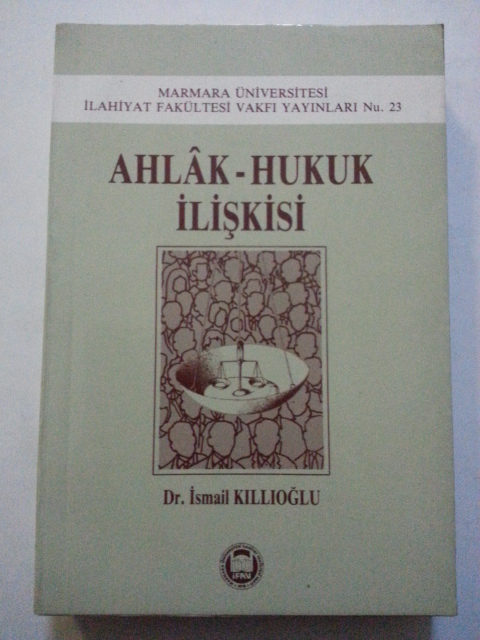 MARMARA ÜNİVERSİTESİ
İLAHİYAT FAKÜLTESİ VAKFI YAYINLARI Nu. 23
AHLÂK - HUKUK
İLİŞKİSİ
Dr. İsmail KILLIOĞLU
İFAV